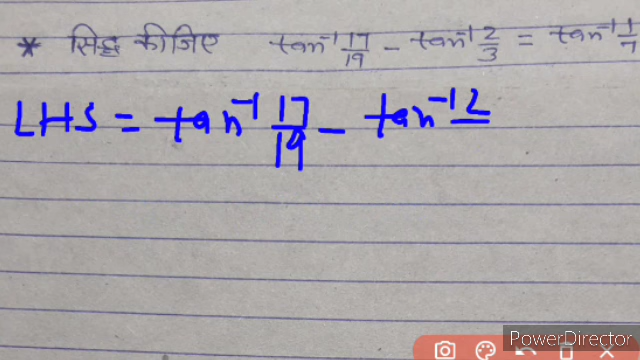 * सिद्ध कीजिए tan⁻¹ 17/19 - tan⁻¹ 2/3 = tan⁻¹ 1/7
LHS = tan⁻¹ 17/19 - tan⁻¹ 2
PowerDirector